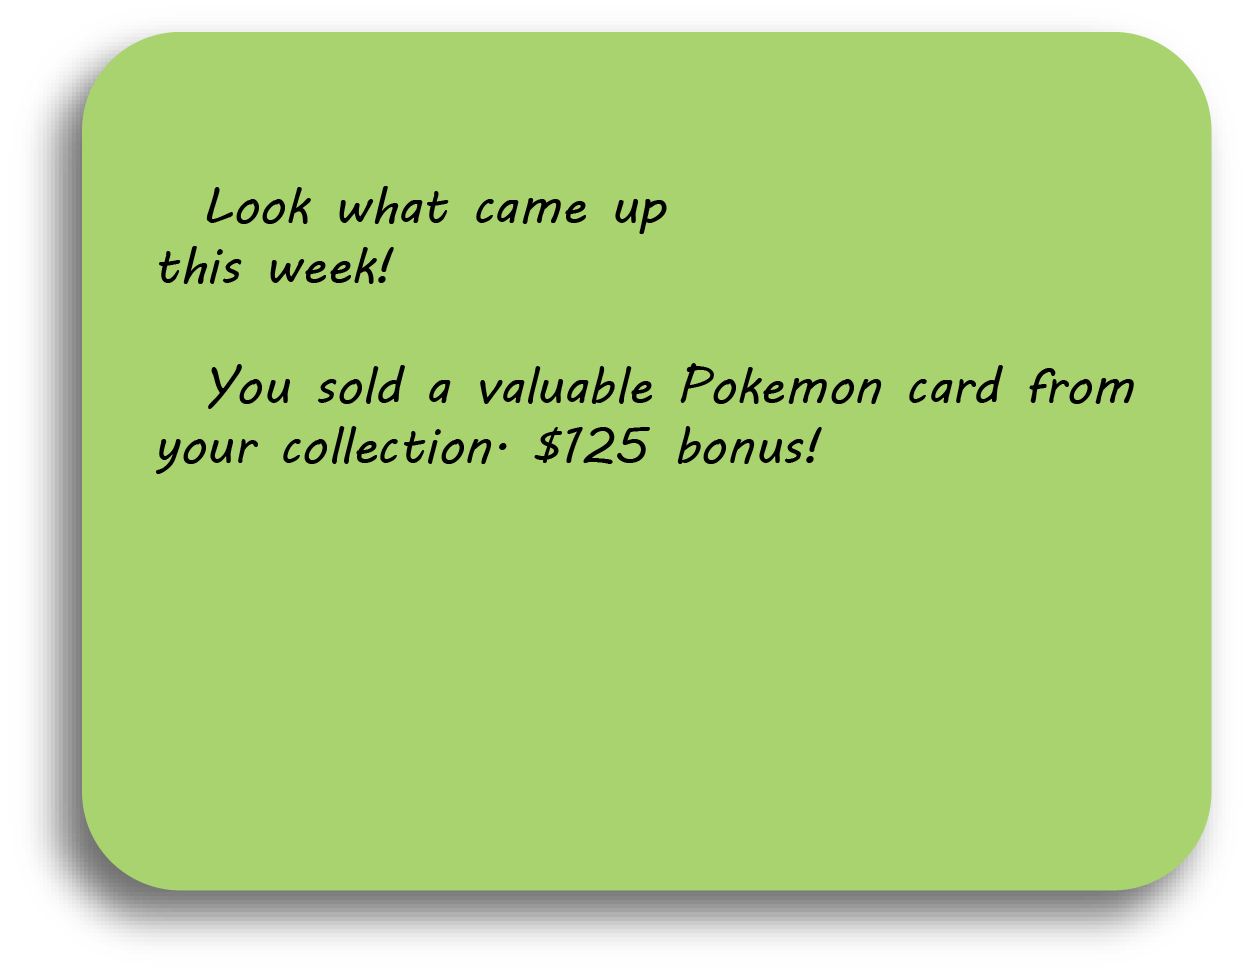 Look what came up
this week!
You sold a valuable Pokemon card from
your collection. $125 bonus!